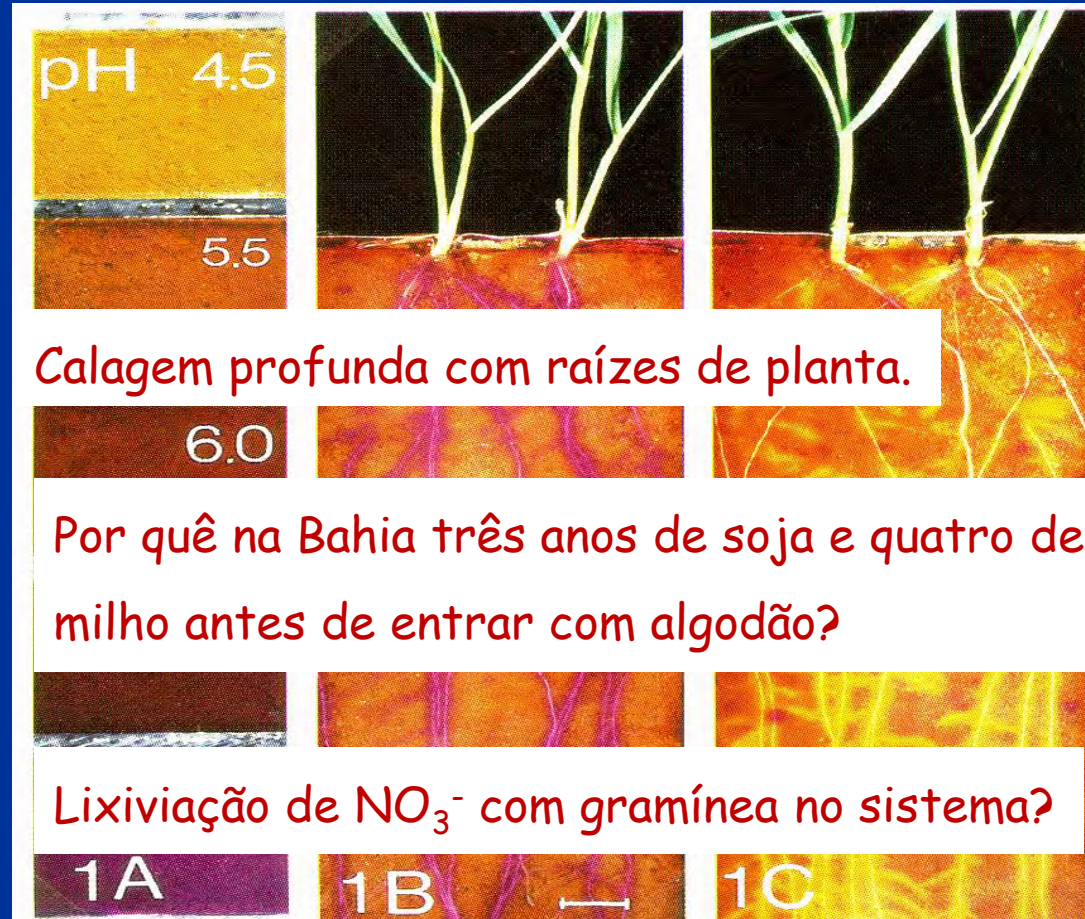 pH 4.5
5.5
Calagem profunda com raízes de planta.
6.0
Por quê na Bahia três anos de soja e quatro de
milho antes de entrar com algodão?
Lixiviação de NO₃⁻ com gramínea no sistema?
1A 1B 1C